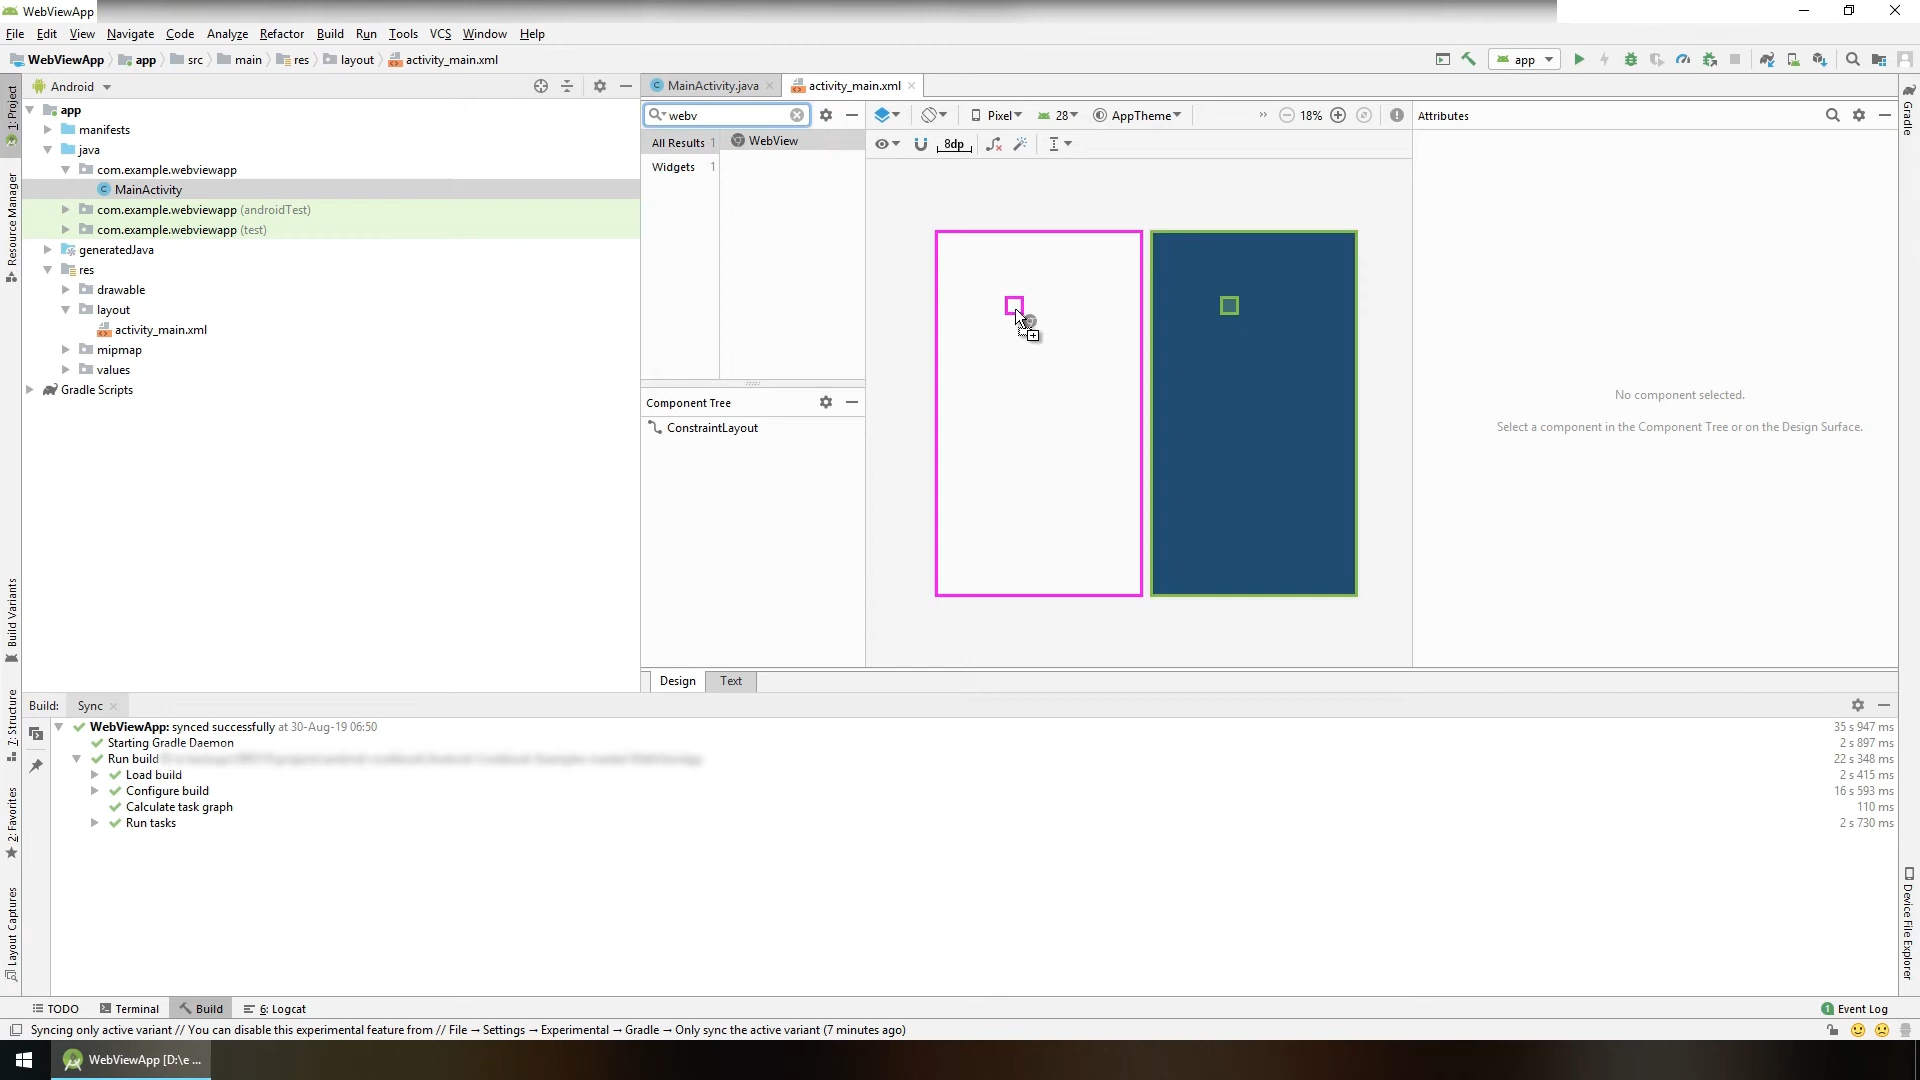 WebViewApp
File Edit View Navigate Code Analyze Refactor Build Run Tools VCS Window Help
WebViewApp app src main res layout activity_main.xml
app
1: Project
Resource Manager
Build Variants
7: Structure
2: Favorites
Layout Captures
Android
app
manifests
java
com.example.webviewapp
MainActivity
com.example.webviewapp (androidTest)
com.example.webviewapp (test)
generatedJava
res
drawable
layout
activity_main.xml
mipmap
values
Gradle Scripts
MainActivity.java activity_main.xml
webv
All Results 1
Widgets 1
WebView
Component Tree
ConstraintLayout
Pixel 28 AppTheme 18%
8dp
Attributes
No component selected.
Select a component in the Component Tree or on the Design Surface.
Gradle
Device File Explorer
Design Text
Build: Sync
WebViewApp: synced successfully at 30-Aug-19 06:50 35 s 947 ms
Starting Gradle Daemon 2 s 897 ms
Run build 22 s 348 ms
Load build 2 s 415 ms
Configure build 16 s 593 ms
Calculate task graph 110 ms
Run tasks 2 s 730 ms
TODO Terminal Build 6: Logcat 1 Event Log
Syncing only active variant // You can disable this experimental feature from // File → Settings → Experimental → Gradle → Only sync the active variant (7 minutes ago)
WebViewApp [D:\e ...